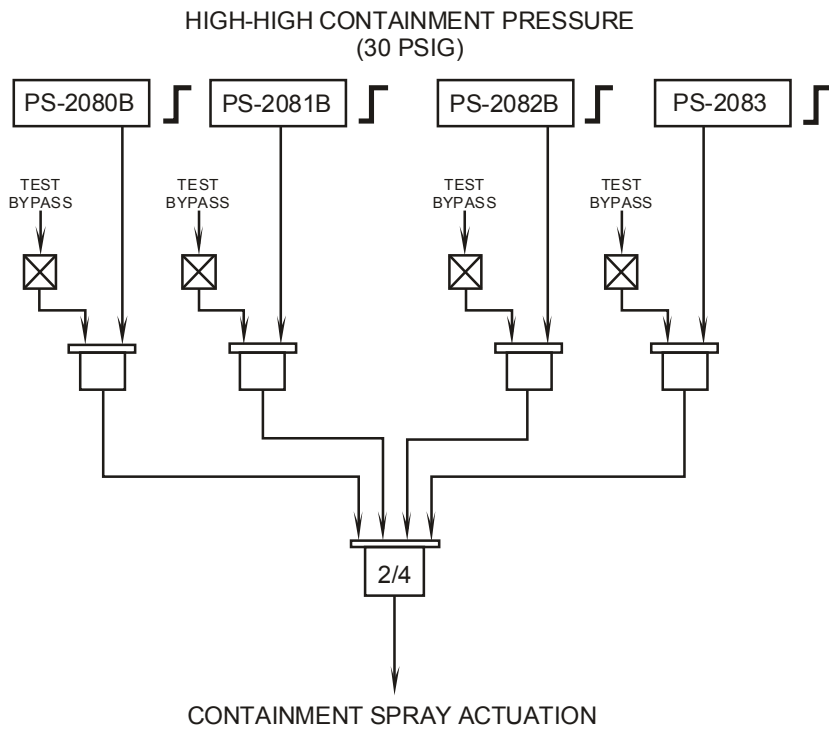 HIGH-HIGH CONTAINMENT PRESSURE
(30 PSIG)
PS-2080B
PS-2081B
PS-2082B
PS-2083
TEST
BYPASS
TEST
BYPASS
TEST
BYPASS
TEST
BYPASS
2/4
CONTAINMENT SPRAY ACTUATION